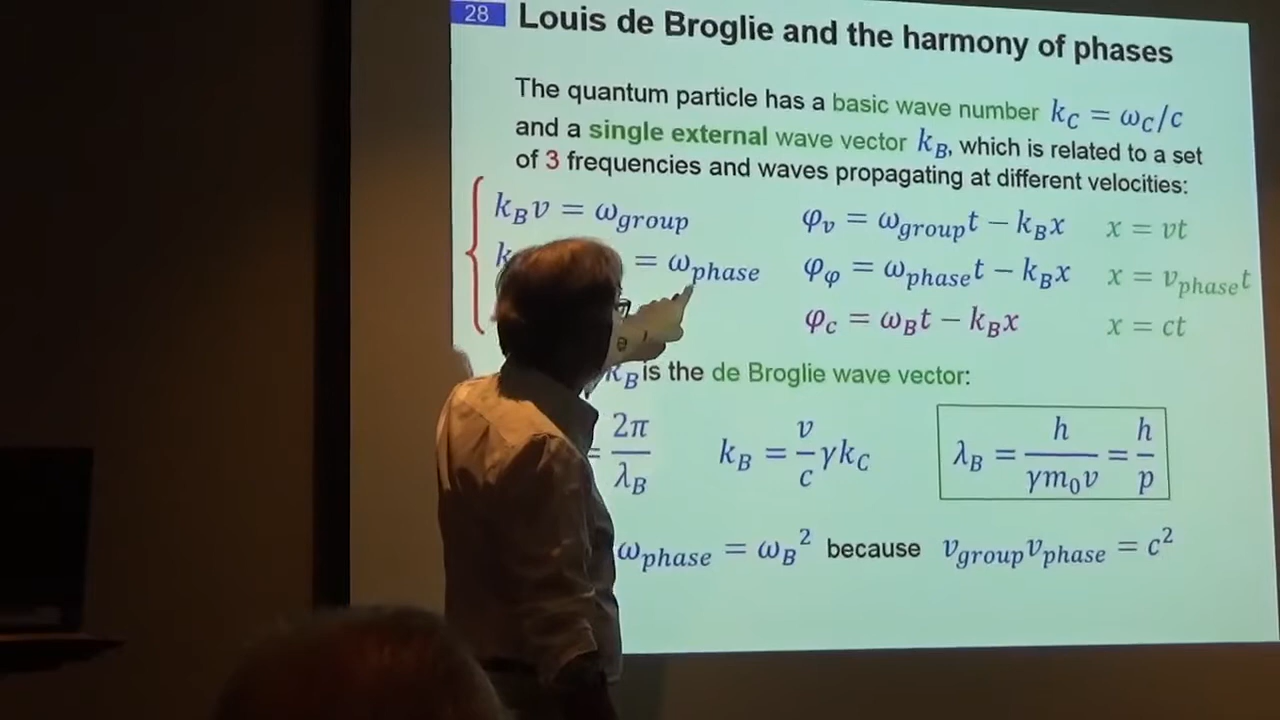 28 Louis de Broglie and the harmony of phases
The quantum particle has a basic wave number k_C = ω_C/c
and a single external wave vector k_B, which is related to a set
of 3 frequencies and waves propagating at different velocities:
k_B v = ω_group φ_v = ω_group t − k_B x x = vt
= ω_phase φ_φ = ω_phase t − k_B x x = v_phase t
φ_c = ω_B t − k_B x x = ct
k_B is the de Broglie wave vector:
= 2π/λ_B k_B = v/c γk_C λ_B = h/γm₀v = h/p
ω_phase = ω_B² because v_group v_phase = c²